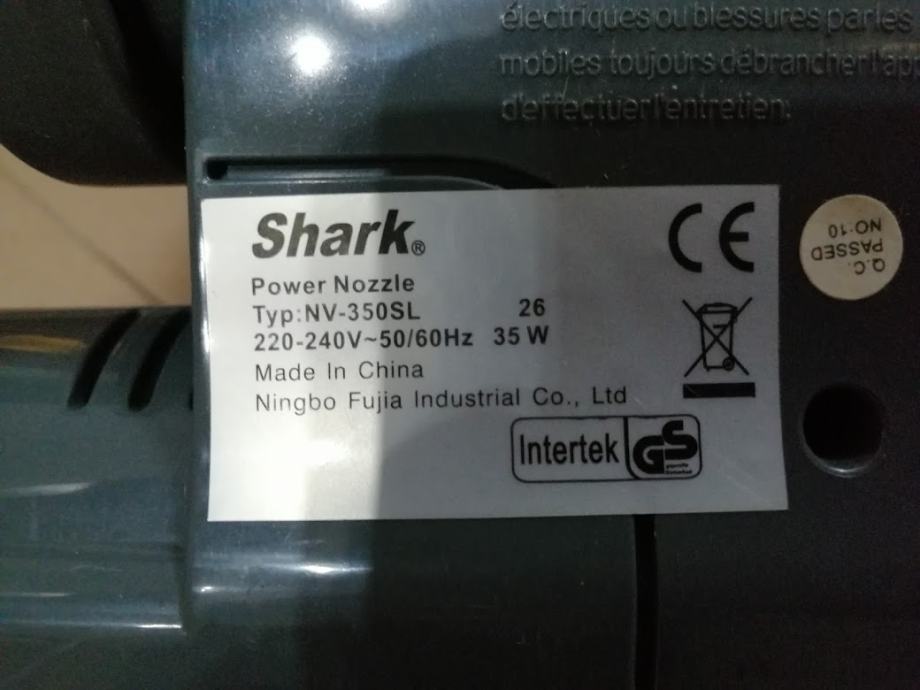 électriques ou blessures par les
mobiles toujours débrancher l'app
d'effectuer l'entretien.
Shark®
Power Nozzle
Typ:NV-350SL 26
220-240V~50/60Hz 35 W
Made In China
Ningbo Fujia Industrial Co., Ltd
CE
Intertek GS
Q.C.
PASSED
NO:10